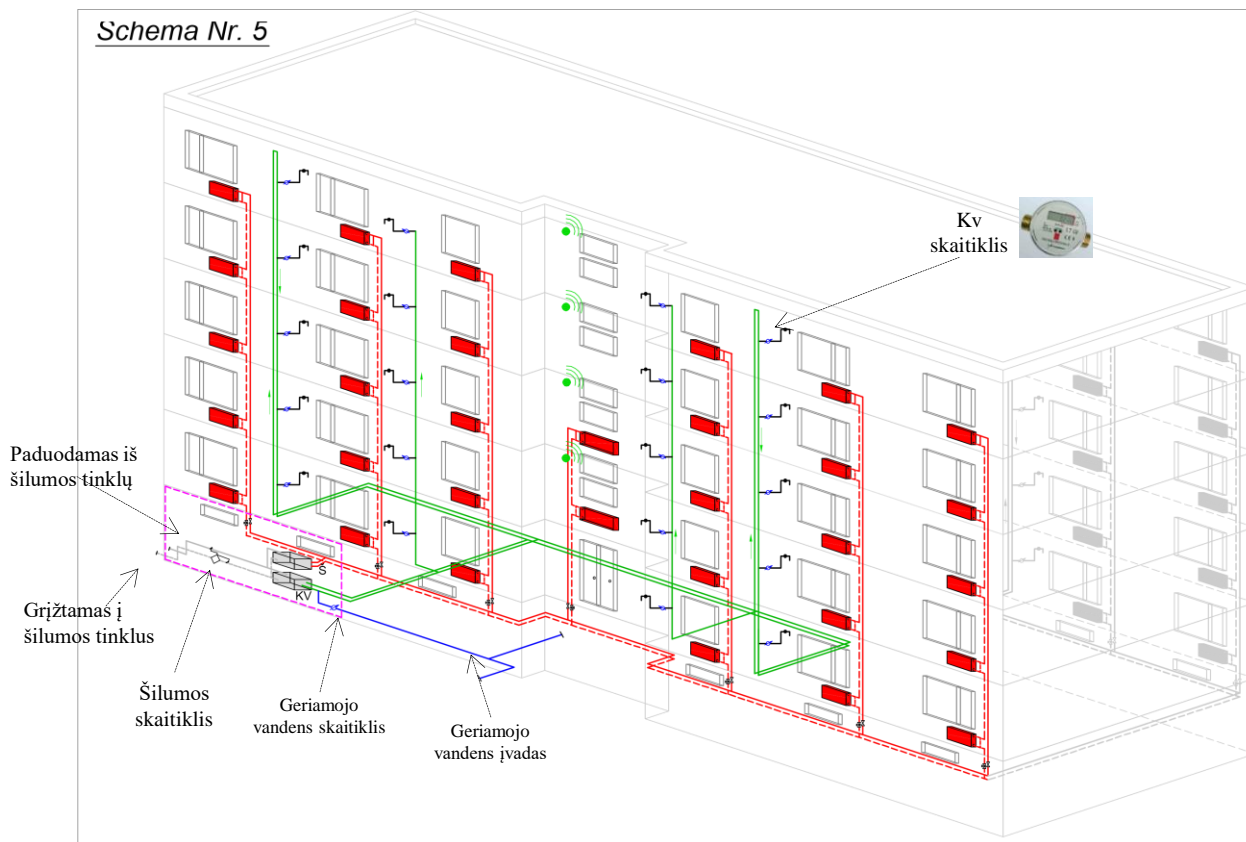 Schema Nr. 5
Kv
skaitiklis
Paduodamas iš
šilumos tinklų
Grįžtamas į
šilumos tinklus
Š
KV
Šilumos
skaitiklis
Geriamojo
vandens skaitiklis
Geriamojo
vandens įvadas